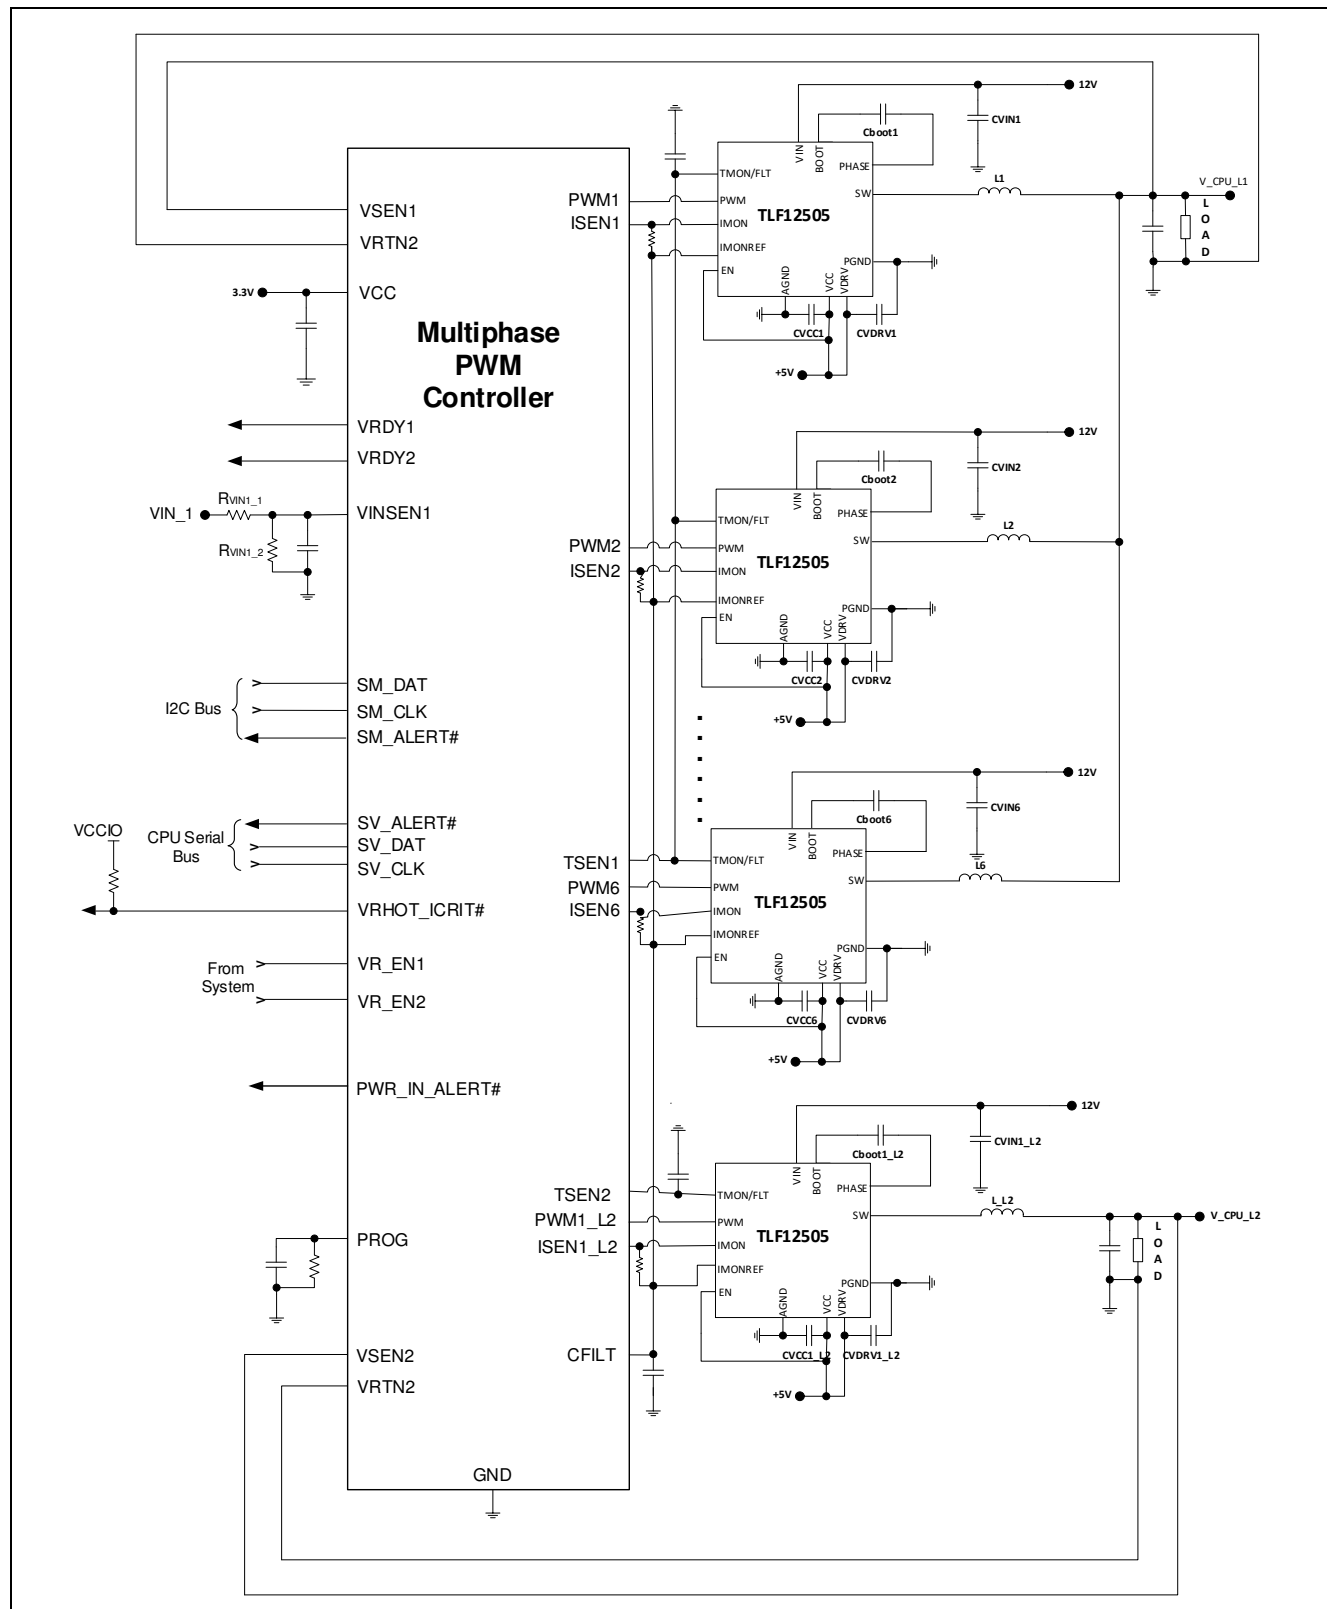 12V
CVIN1
Cboot1
VIN
BOOT
PHASE
TMON/FLT
L1
V_CPU_L1
SW
PWM1
PWM
VSEN1
TLF12505
ISEN1
IMON
L
O
A
D
VRTN2
IMONREF
PGND
EN
AGND
VCC
VDRV
3.3V
VCC
CVCC1
CVDRV1
Multiphase
PWM
Controller
+5V
VRDY1
VRDY2
12V
CVIN2
Cboot2
VIN
BOOT
PHASE
RVIN1_1
VIN_1
VINSEN1
TMON/FLT
L2
SW
RVIN1_2
PWM2
PWM
TLF12505
ISEN2
IMON
IMONREF
PGND
EN
AGND
VCC
VDRV
CVCC2
CVDRV2
I2C Bus
SM_DAT
SM_CLK
SM_ALERT#
+5V
12V
CVIN6
Cboot6
VIN
BOOT
PHASE
VCCIO
CPU Serial
Bus
SV_ALERT#
SV_DAT
SV_CLK
TSEN1
TMON/FLT
L6
SW
PWM6
PWM
TLF12505
VRHOT_ICRIT#
ISEN6
IMON
IMONREF
PGND
EN
AGND
VCC
VDRV
From
System
VR_EN1
VR_EN2
CVCC6
CVDRV6
+5V
PWR_IN_ALERT#
12V
CVIN1_L2
Cboot1_L2
VIN
BOOT
PHASE
TSEN2
TMON/FLT
L_L2
V_CPU_L2
SW
PWM1_L2
PWM
TLF12505
PROG
ISEN1_L2
IMON
L
O
A
D
IMONREF
PGND
EN
AGND
VCC
VDRV
VSEN2
CFILT
CVCC1_L2
CVDRV1_L2
VRTN2
+5V
GND